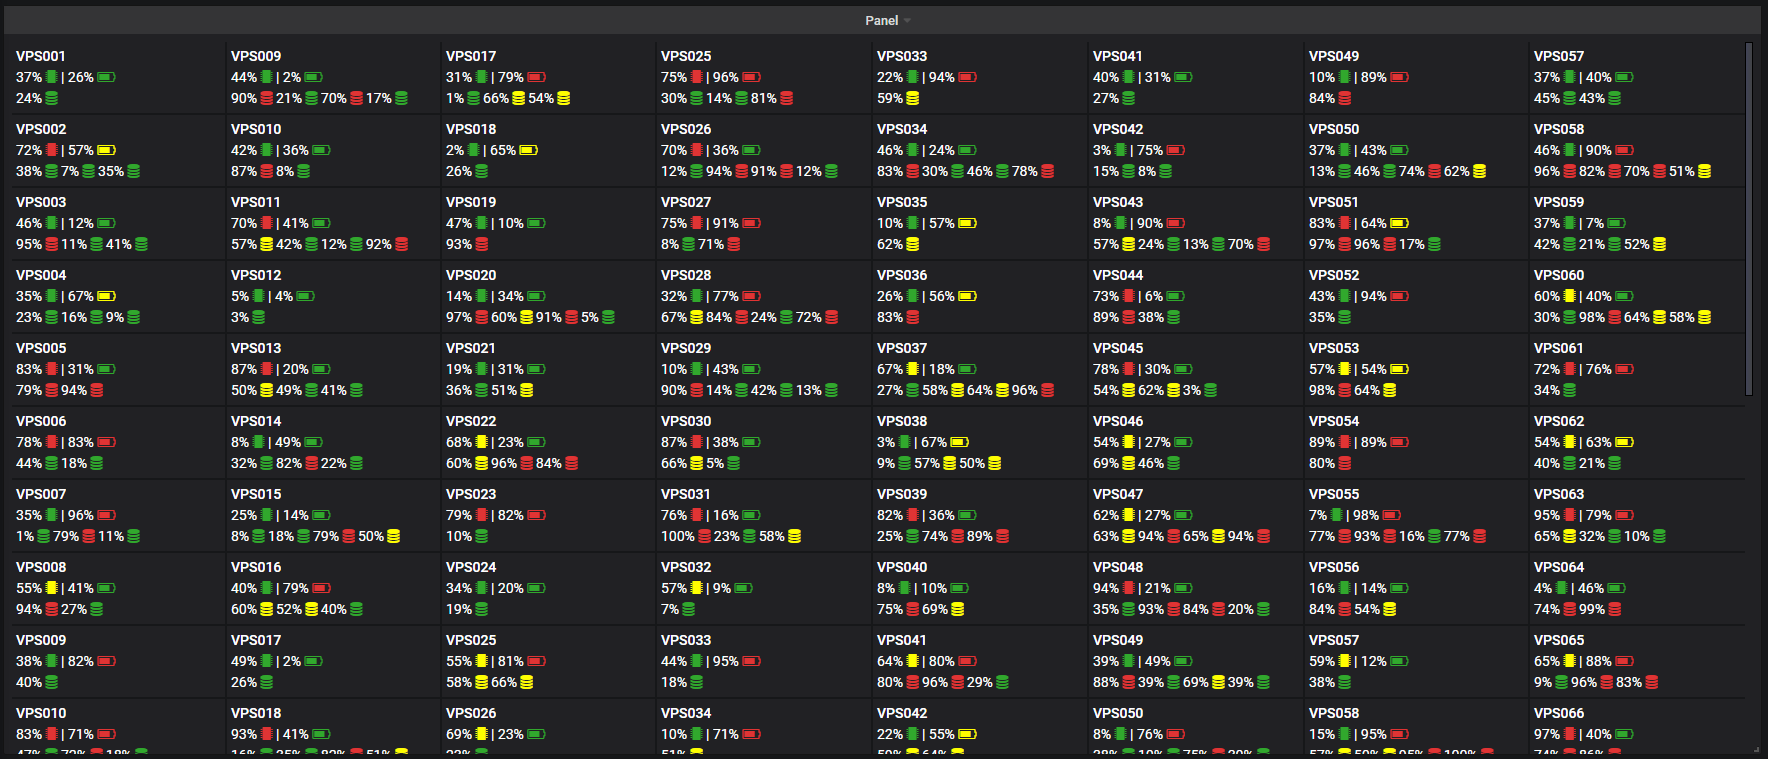 Panel
VPS001 VPS009 VPS017 VPS025 VPS033 VPS041 VPS049 VPS057
37% | 26% 44% | 2% 31% | 79% 75% | 96% 22% | 94% 40% | 31% 10% | 89% 37% | 40%
24% 90% 21% 70% 17% 1% 66% 54% 30% 14% 81% 59% 27% 84% 45% 43%
VPS002 VPS010 VPS018 VPS026 VPS034 VPS042 VPS050 VPS058
72% | 57% 42% | 36% 2% | 65% 70% | 36% 46% | 24% 3% | 75% 37% | 43% 46% | 90%
38% 7% 35% 87% 8% 26% 12% 94% 91% 12% 83% 30% 46% 78% 15% 8% 13% 46% 74% 62% 96% 82% 70% 51%
VPS003 VPS011 VPS019 VPS027 VPS035 VPS043 VPS051 VPS059
46% | 12% 70% | 41% 47% | 10% 75% | 91% 10% | 57% 8% | 90% 83% | 64% 37% | 7%
95% 11% 41% 57% 42% 12% 92% 93% 8% 71% 62% 57% 24% 13% 70% 97% 96% 17% 42% 21% 52%
VPS004 VPS012 VPS020 VPS028 VPS036 VPS044 VPS052 VPS060
35% | 67% 5% | 4% 14% | 34% 32% | 77% 26% | 56% 73% | 6% 43% | 94% 60% | 40%
23% 16% 9% 3% 97% 60% 91% 5% 67% 84% 24% 72% 83% 89% 38% 35% 30% 98% 64% 58%
VPS005 VPS013 VPS021 VPS029 VPS037 VPS045 VPS053 VPS061
83% | 31% 87% | 20% 19% | 31% 10% | 43% 67% | 18% 78% | 30% 57% | 54% 72% | 76%
79% 94% 50% 49% 41% 36% 51% 90% 14% 42% 13% 27% 58% 64% 96% 54% 62% 3% 98% 64% 34%
VPS006 VPS014 VPS022 VPS030 VPS038 VPS046 VPS054 VPS062
78% | 83% 8% | 49% 68% | 23% 87% | 38% 3% | 67% 54% | 27% 89% | 89% 54% | 63%
44% 18% 32% 82% 22% 60% 96% 84% 66% 5% 9% 57% 50% 69% 46% 80% 40% 21%
VPS007 VPS015 VPS023 VPS031 VPS039 VPS047 VPS055 VPS063
35% | 96% 25% | 14% 79% | 82% 76% | 16% 82% | 36% 62% | 27% 7% | 98% 95% | 79%
1% 79% 11% 8% 18% 79% 50% 10% 100% 23% 58% 25% 74% 89% 63% 94% 65% 94% 77% 93% 16% 77% 65% 32% 10%
VPS008 VPS016 VPS024 VPS032 VPS040 VPS048 VPS056 VPS064
55% | 41% 40% | 79% 34% | 20% 57% | 9% 8% | 10% 94% | 21% 16% | 14% 4% | 46%
94% 27% 60% 52% 40% 19% 7% 75% 69% 35% 93% 84% 20% 84% 54% 74% 99%
VPS009 VPS017 VPS025 VPS033 VPS041 VPS049 VPS057 VPS065
38% | 82% 49% | 2% 55% | 81% 44% | 95% 64% | 80% 39% | 49% 59% | 12% 65% | 88%
40% 26% 58% 66% 18% 80% 96% 29% 88% 39% 69% 39% 38% 9% 96% 83%
VPS010 VPS018 VPS026 VPS034 VPS042 VPS050 VPS058 VPS066
83% | 71% 93% | 41% 69% | 23% 10% | 71% 22% | 55% 8% | 76% 15% | 95% 97% | 40%